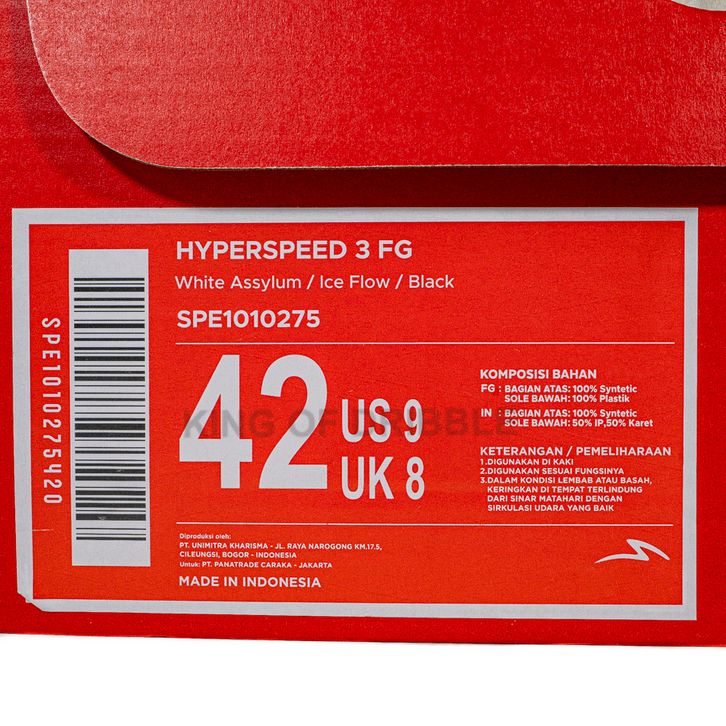 HYPERSPEED 3 FG
White Assylum / Ice Flow / Black
SPE1010275
SPE1010275420
42
US 9
UK 8
KING OF DRIBBLE
KOMPOSISI BAHAN
FG : BAGIAN ATAS: 100% Syntetic
SOLE BAWAH: 100% Plastik
IN : BAGIAN ATAS: 100% Syntetic
SOLE BAWAH: 50% IP,50% Karet
KETERANGAN / PEMELIHARAAN
1.DIGUNAKAN DI KAKI
2.DIGUNAKAN SESUAI FUNGSINYA
3.DALAM KONDISI LEMBAB ATAU BASAH,
KERINGKAN DI TEMPAT TERLINDUNG
DARI SINAR MATAHARI DENGAN
SIRKULASI UDARA YANG BAIK
Diproduksi oleh:
PT. UNIMITRA KHARISMA - JL. RAYA NAROGONG KM.17.5,
CILEUNGSI, BOGOR - INDONESIA
Untuk: PT. PANATRADE CARAKA - JAKARTA
MADE IN INDONESIA